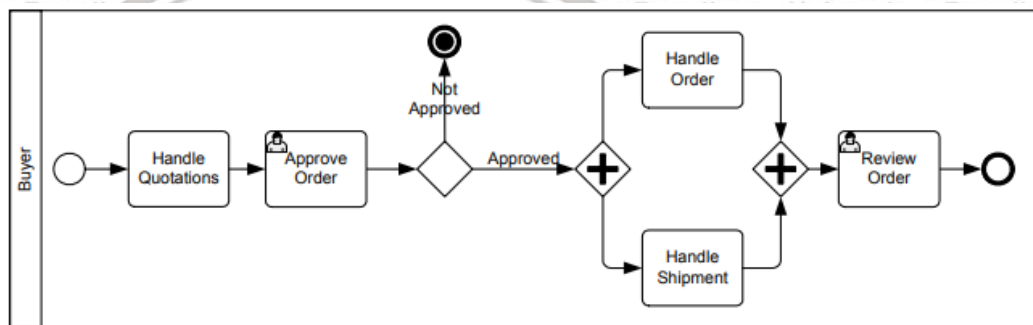 Buyer
Handle
Quotations
Approve
Order
Not
Approved
Approved
Handle
Order
Handle
Shipment
Review
Order